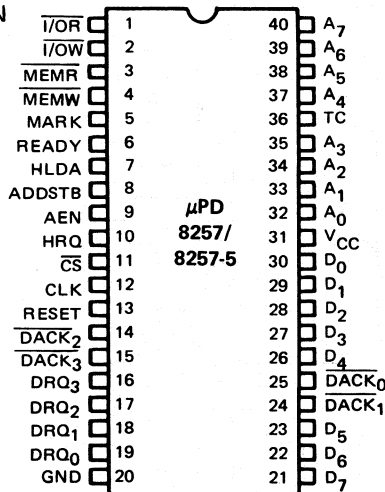 N
I/OR 1 40 A7
I/OW 2 39 A6
MEMR 3 38 A5
MEMW 4 37 A4
MARK 5 36 TC
READY 6 35 A3
HLDA 7 34 A2
ADDSTB 8 33 A1
AEN 9 μPD 32 A0
HRQ 10 8257/ 31 VCC
CS 11 8257-5 30 D0
CLK 12 29 D1
RESET 13 28 D2
DACK2 14 27 D3
DACK3 15 26 D4
DRQ3 16 25 DACK0
DRQ2 17 24 DACK1
DRQ1 18 23 D5
DRQ0 19 22 D6
GND 20 21 D7